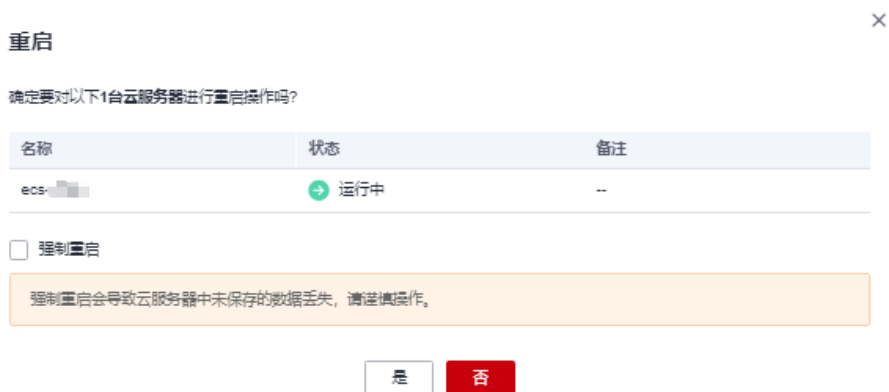 重启
确定要对以下1台云服务器进行重启操作吗?
名称 状态 备注
ecs- 运行中 --
强制重启
强制重启会导致云服务器中未保存的数据丢失，请谨慎操作。
是 否